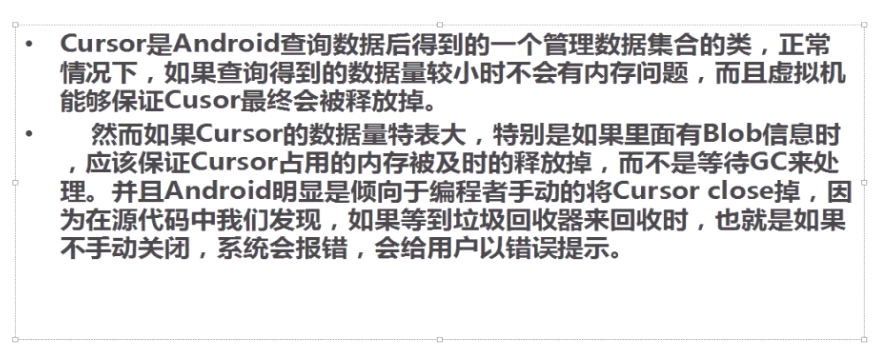 • Cursor是Android查询数据后得到的一个管理数据集合的类，正常
情况下，如果查询得到的数据量较小时不会有内存问题，而且虚拟机
能够保证Cusor最终会被释放掉。
• 然而如果Cursor的数据量特表大，特别是如果里面有Blob信息时
，应该保证Cursor占用的内存被及时的释放掉，而不是等待GC来处
理。并且Android明显是倾向于编程者手动的将Cursor close掉，因
为在源代码中我们发现，如果等到垃圾回收器来回收时，也就是如果
不手动关闭，系统会报错，会给用户以错误提示。